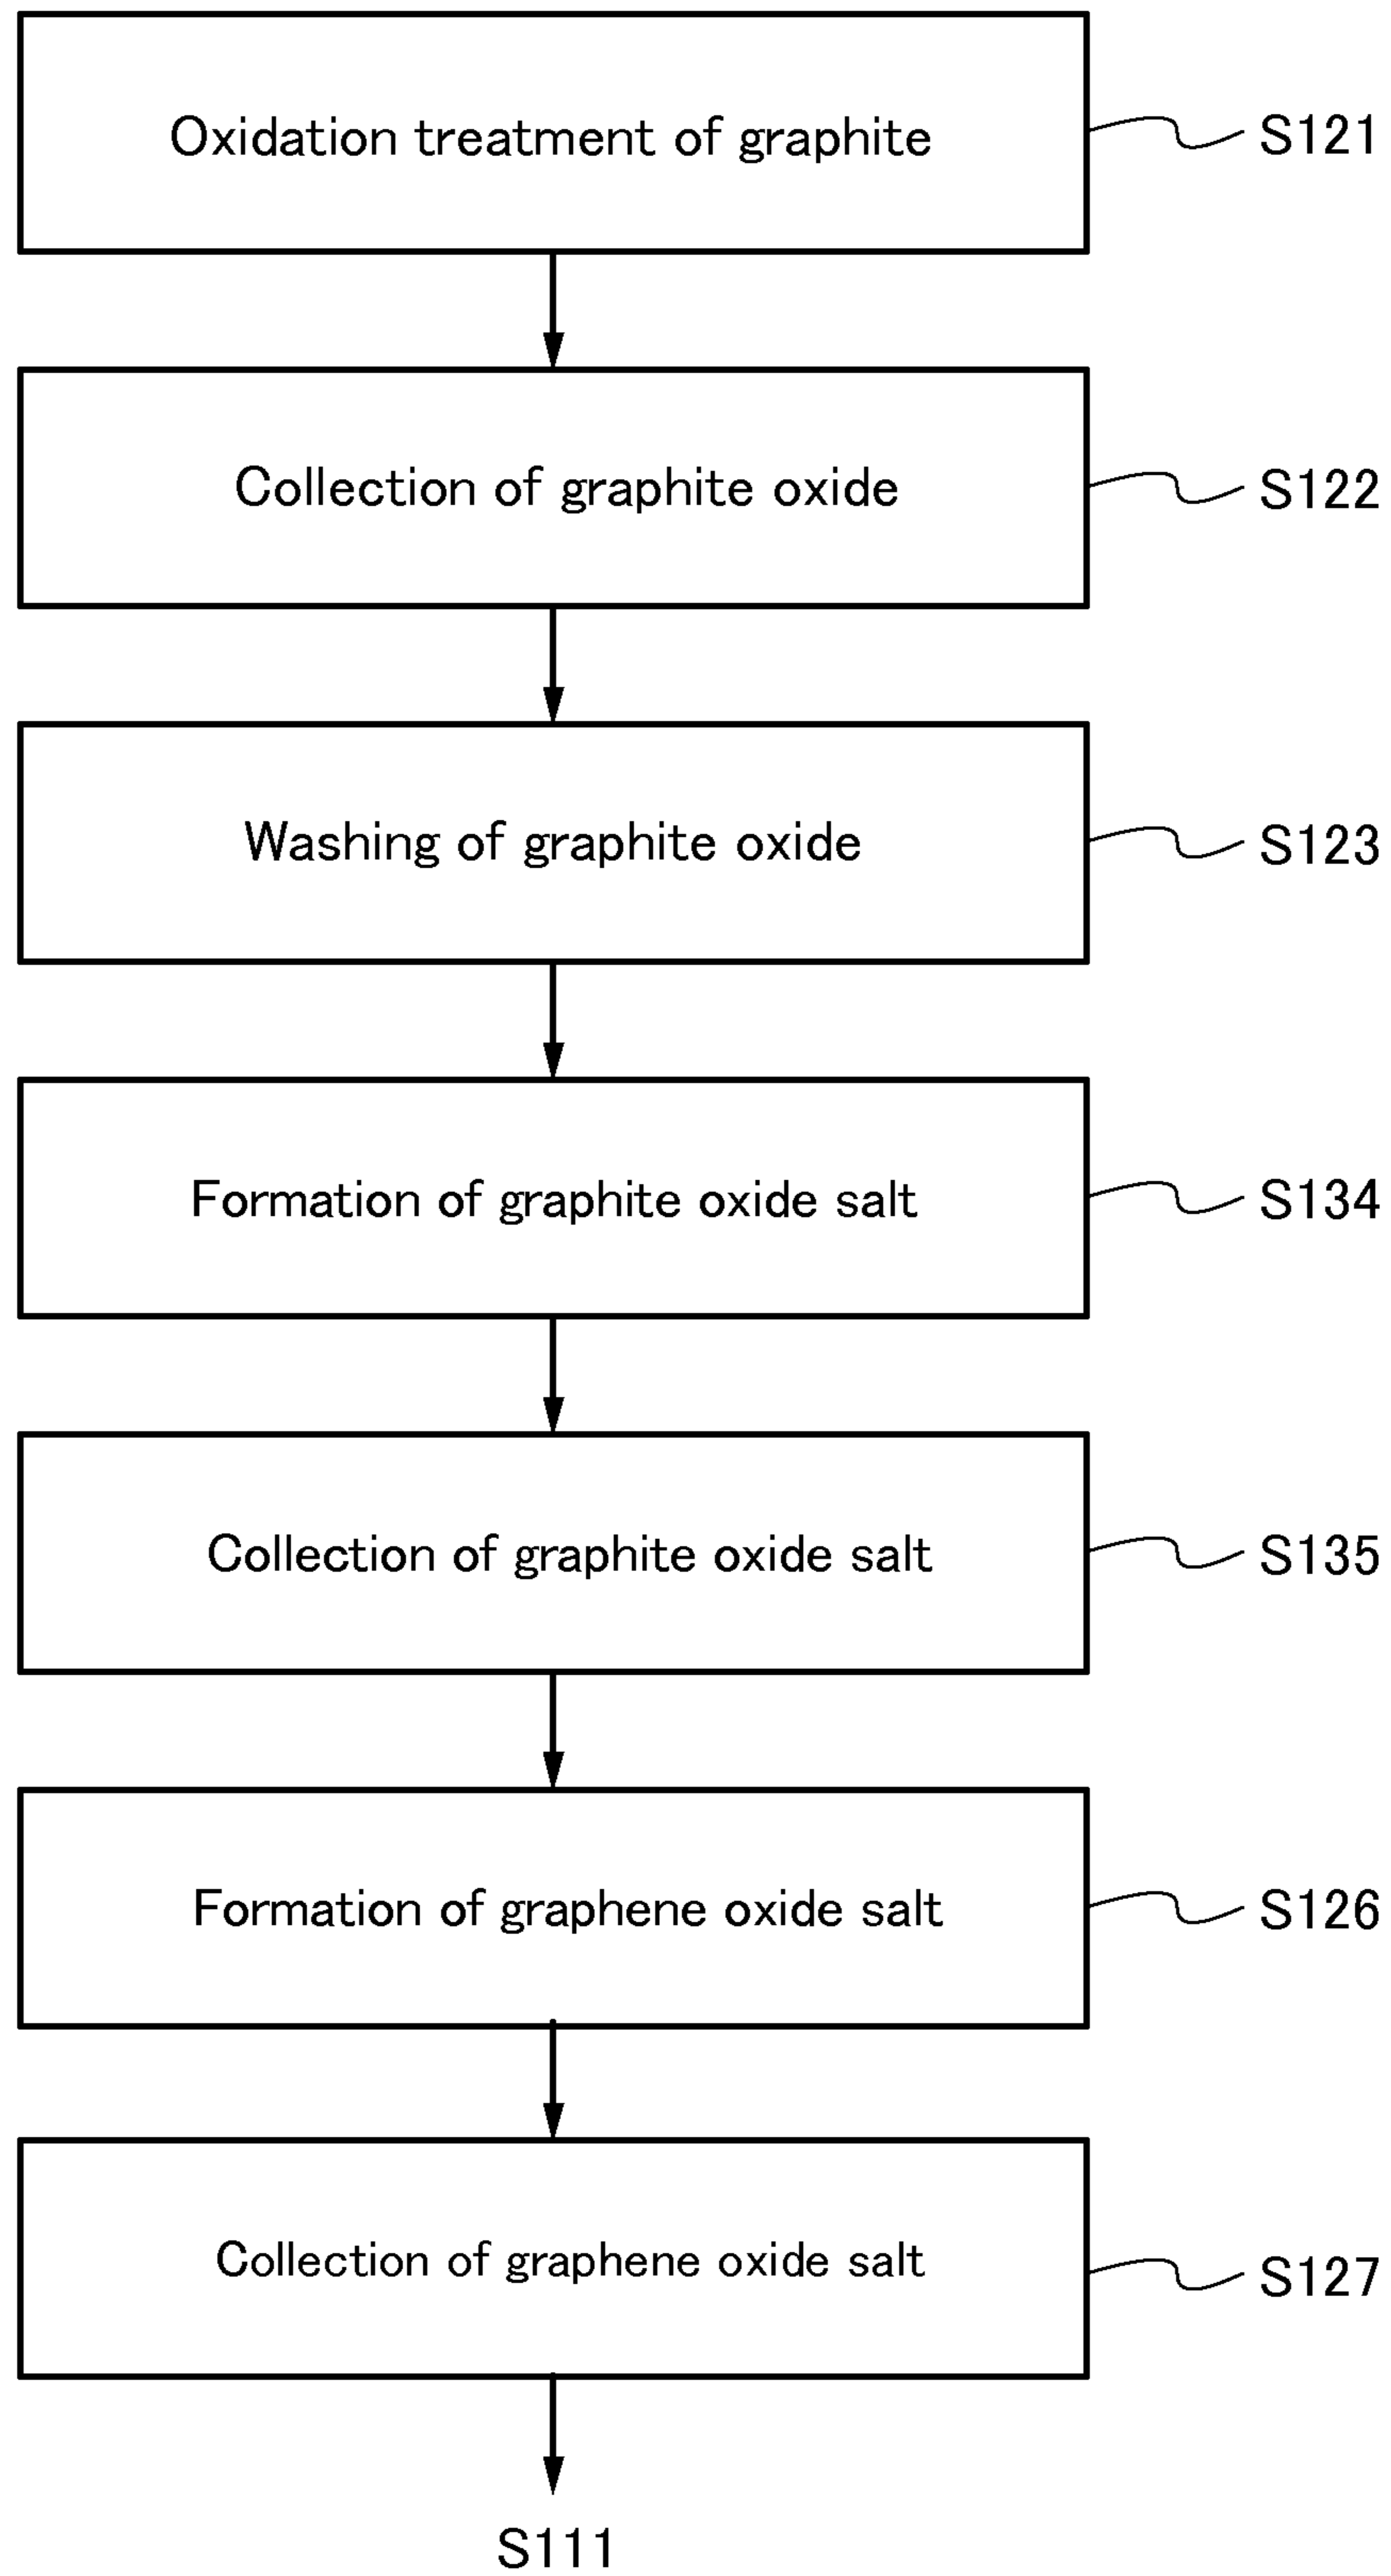 Oxidation treatment of graphite
S121
Collection of graphite oxide
S122
Washing of graphite oxide
S123
Formation of graphite oxide salt
S134
Collection of graphite oxide salt
S135
Formation of graphene oxide salt
S126
Collection of graphene oxide salt
S127
S111